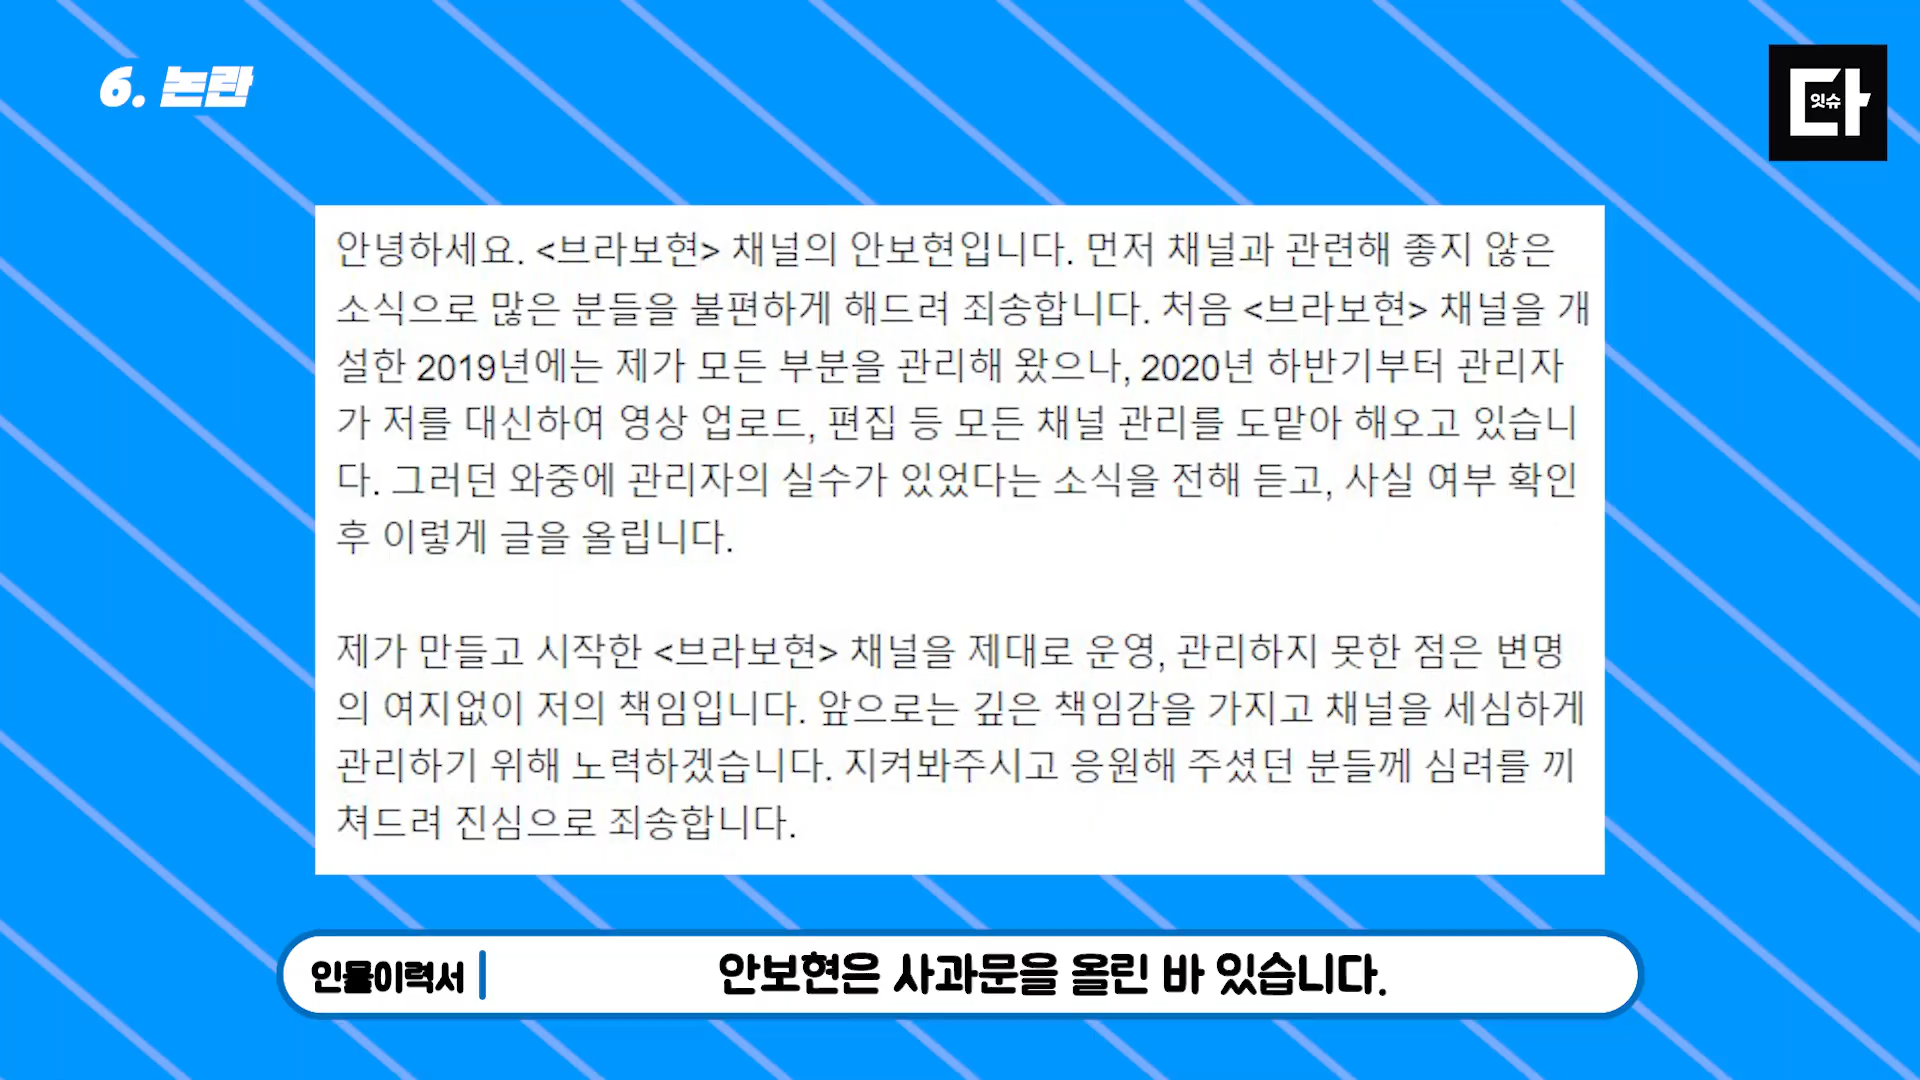 6. 논란
잇슈
다
안녕하세요. <브라보현> 채널의 안보현입니다. 먼저 채널과 관련해 좋지 않은
소식으로 많은 분들을 불편하게 해드려 죄송합니다. 처음 <브라보현> 채널을 개
설한 2019년에는 제가 모든 부분을 관리해 왔으나, 2020년 하반기부터 관리자
가 저를 대신하여 영상 업로드, 편집 등 모든 채널 관리를 도맡아 해오고 있습니
다. 그러던 와중에 관리자의 실수가 있었다는 소식을 전해 듣고, 사실 여부 확인
후 이렇게 글을 올립니다.
제가 만들고 시작한 <브라보현> 채널을 제대로 운영, 관리하지 못한 점은 변명
의 여지없이 저의 책임입니다. 앞으로는 깊은 책임감을 가지고 채널을 세심하게
관리하기 위해 노력하겠습니다. 지켜봐주시고 응원해 주셨던 분들께 심려를 끼
쳐드려 진심으로 죄송합니다.
인물이력서
안보현은 사과문을 올린 바 있습니다.